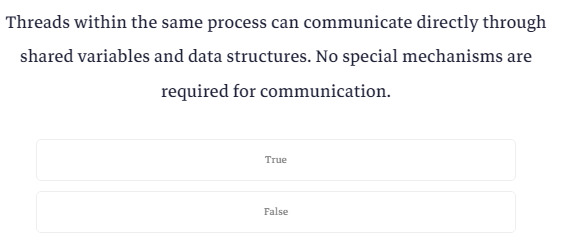 Threads within the same process can communicate directly through
shared variables and data structures. No special mechanisms are
required for communication.
True
False